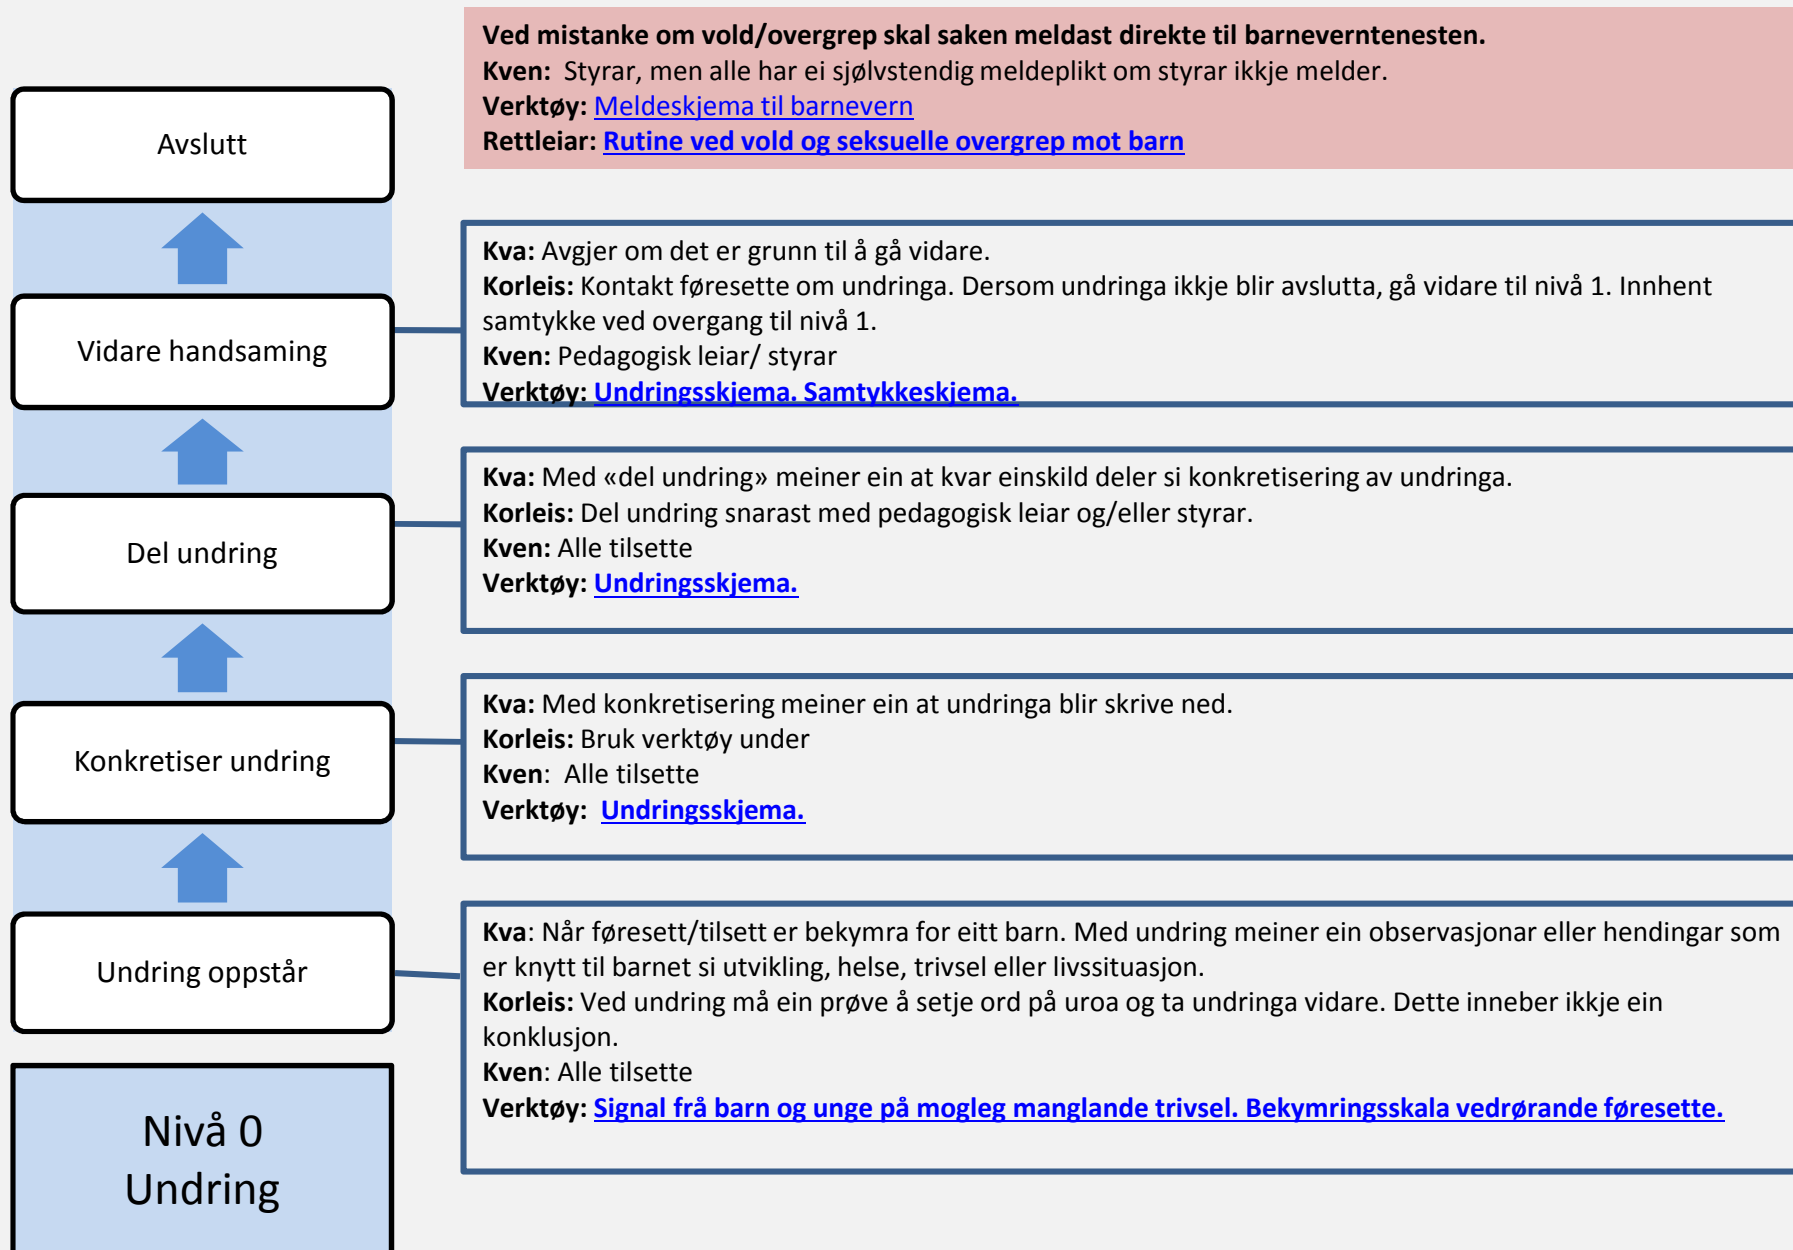 Ved mistanke om vold/overgrep skal saken meldast direkte til barneverntenesten.
Kven:  Styrar, men alle har ei sjølvstendig meldeplikt om styrar ikkje melder.
Verktøy: Meldeskjema til barnevern
Rettleiar: Rutine ved vold og seksuelle overgrep mot barn
Avslutt
Kva: Avgjer om det er grunn til å gå vidare.
Korleis: Kontakt føresette om undringa. Dersom undringa ikkje blir avslutta, gå vidare til nivå 1. Innhent
samtykke ved overgang til nivå 1.
Kven: Pedagogisk leiar/ styrar
Verktøy: Undringsskjema. Samtykkeskjema.
Vidare handsaming
Kva: Med «del undring» meiner ein at kvar einskild deler si konkretisering av undringa.
Korleis: Del undring snarast med pedagogisk leiar og/eller styrar.
Kven: Alle tilsette
Verktøy: Undringsskjema.
Del undring
Kva: Med konkretisering meiner ein at undringa blir skrive ned.
Korleis: Bruk verktøy under
Kven:  Alle tilsette
Verktøy:  Undringsskjema.
Konkretiser undring
Kva: Når føresett/tilsett er bekymra for eitt barn. Med undring meiner ein observasjonar eller hendingar som
er knytt til barnet si utvikling, helse, trivsel eller livssituasjon.
Korleis: Ved undring må ein prøve å setje ord på uroa og ta undringa vidare. Dette inneber ikkje ein
konklusjon.
Kven: Alle tilsette
Verktøy: Signal frå barn og unge på mogleg manglande trivsel. Bekymringsskala vedrørande føresette.
Undring oppstår
Nivå 0
Undring